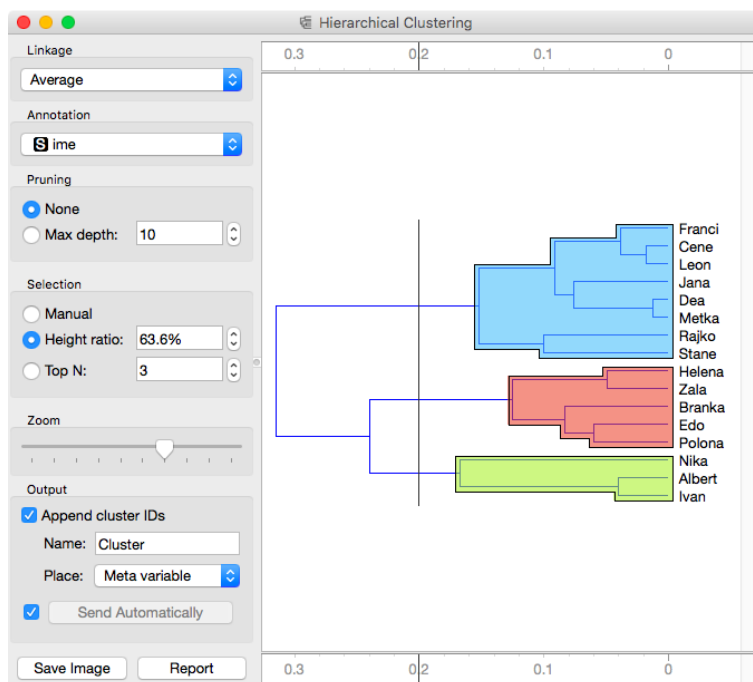 Hierarchical Clustering
Linkage
Average
Annotation
S ime
Pruning
None
Max depth: 10
Selection
Manual
Height ratio: 63.6%
Top N: 3
Zoom
Output
Append cluster IDs
Name: Cluster
Place: Meta variable
Send Automatically
Save Image Report
0.3 0.2 0.1 0
Franci
Cene
Leon
Jana
Dea
Metka
Rajko
Stane
Helena
Zala
Branka
Edo
Polona
Nika
Albert
Ivan
0.3 0.2 0.1 0